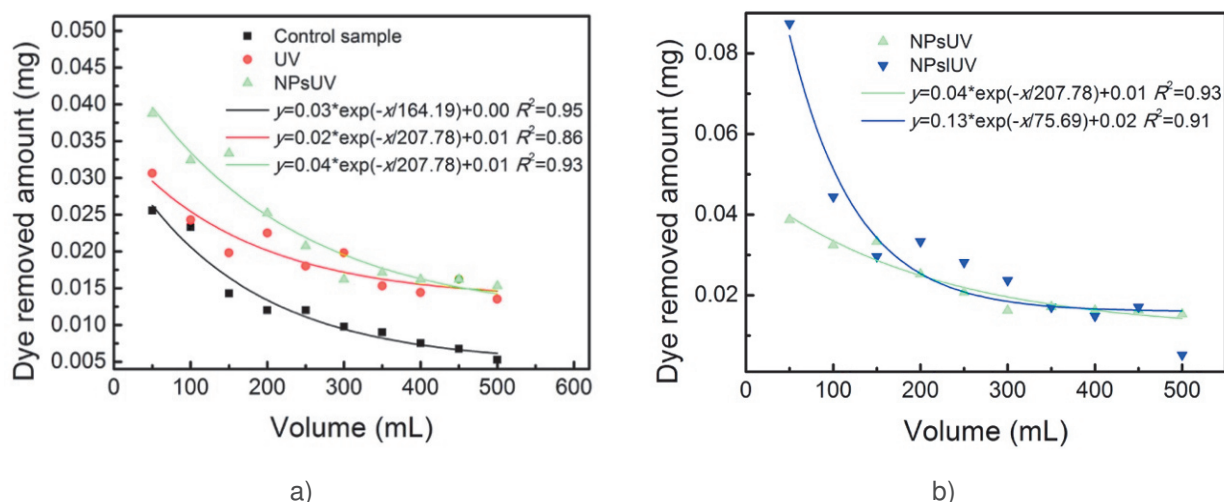 Dye removed amount (mg)
0.050
0.045
0.040
0.035
0.030
0.025
0.020
0.015
0.010
0.005
0
100
200
300
400
500
600
Volume (mL)
Control sample
UV
NPsUV
y=0.03*exp(-x/164.19)+0.00 R²=0.95
y=0.02*exp(-x/207.78)+0.01 R²=0.86
y=0.04*exp(-x/207.78)+0.01 R²=0.93
a)
Dye removed amount (mg)
0.08
0.06
0.04
0.02
0
100
200
300
400
500
Volume (mL)
NPsUV
NPsIUV
y=0.04*exp(-x/207.78)+0.01 R²=0.93
y=0.13*exp(-x/75.69)+0.02 R²=0.91
b)